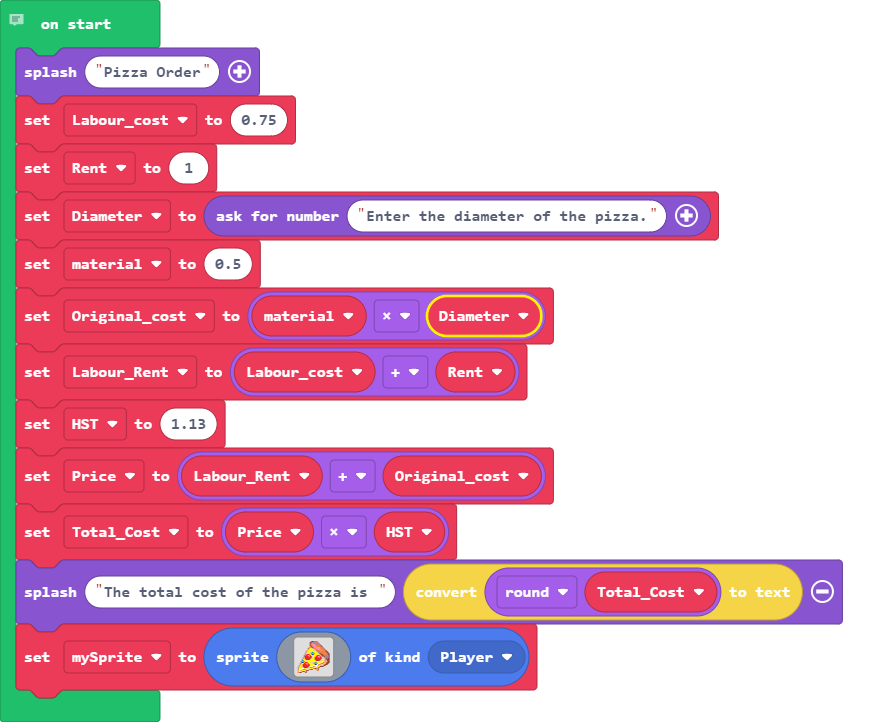 on start
splash "Pizza Order"
set Labour_cost to 0.75
set Rent to 1
set Diameter to ask for number "Enter the diameter of the pizza."
set material to 0.5
set Original_cost to material × Diameter
set Labour_Rent to Labour_cost + Rent
set HST to 1.13
set Price to Labour_Rent + Original_cost
set Total_Cost to Price × HST
splash "The total cost of the pizza is " convert round Total_Cost to text
set mySprite to sprite of kind Player